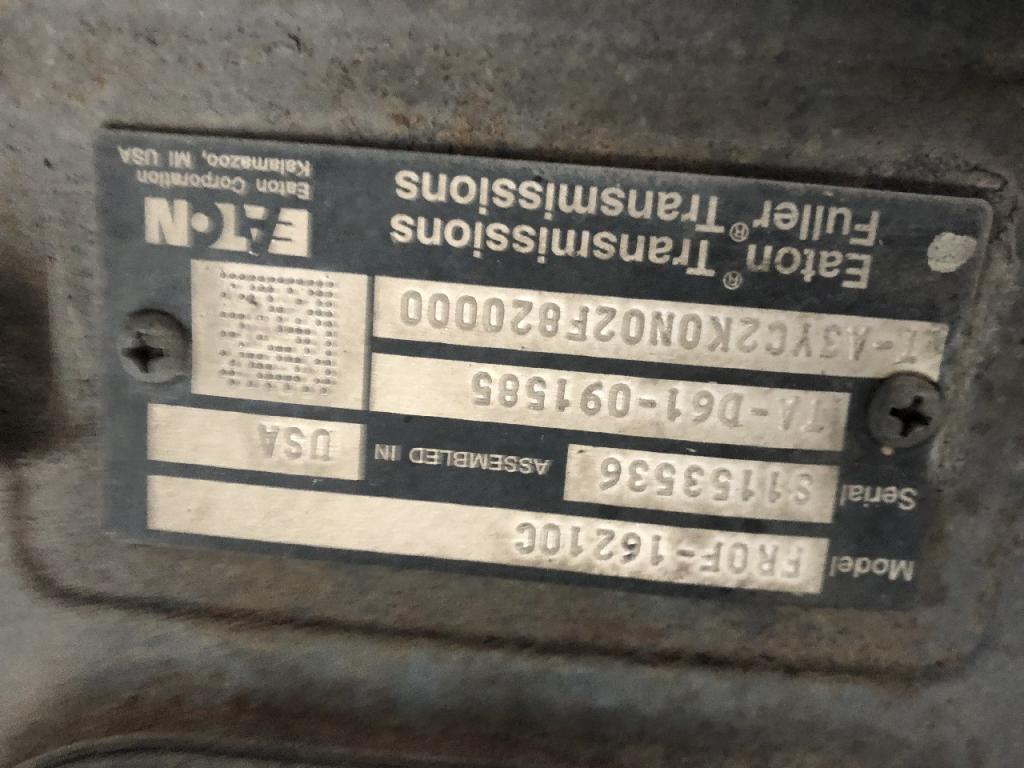 Model FROF-16210C
Serial S1153536 ASSEMBLED IN USA
TA-D61-091585
I-A3YC2K0N02F820000
Eaton® Transmissions
Fuller® Transmissions
EATON
Eaton Corporation
Kalamazoo, MI USA